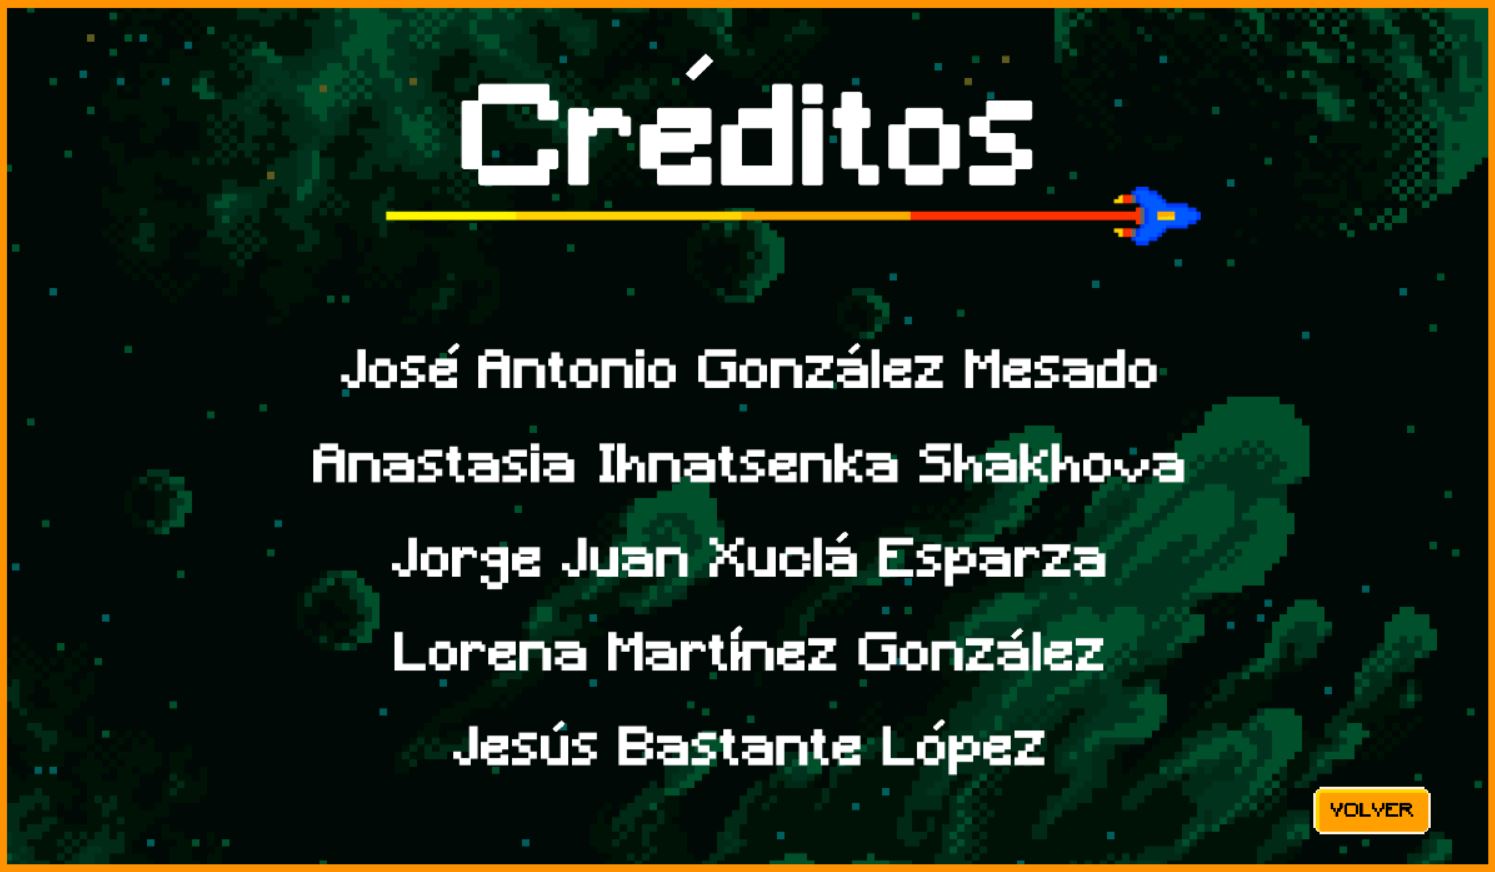 Créditos
José Antonio González Mesado
Anastasia Ihnatsenka Shakhova
Jorge Juan Xuclá Esparza
Lorena Martínez González
Jesús Bastante López
VOLVER